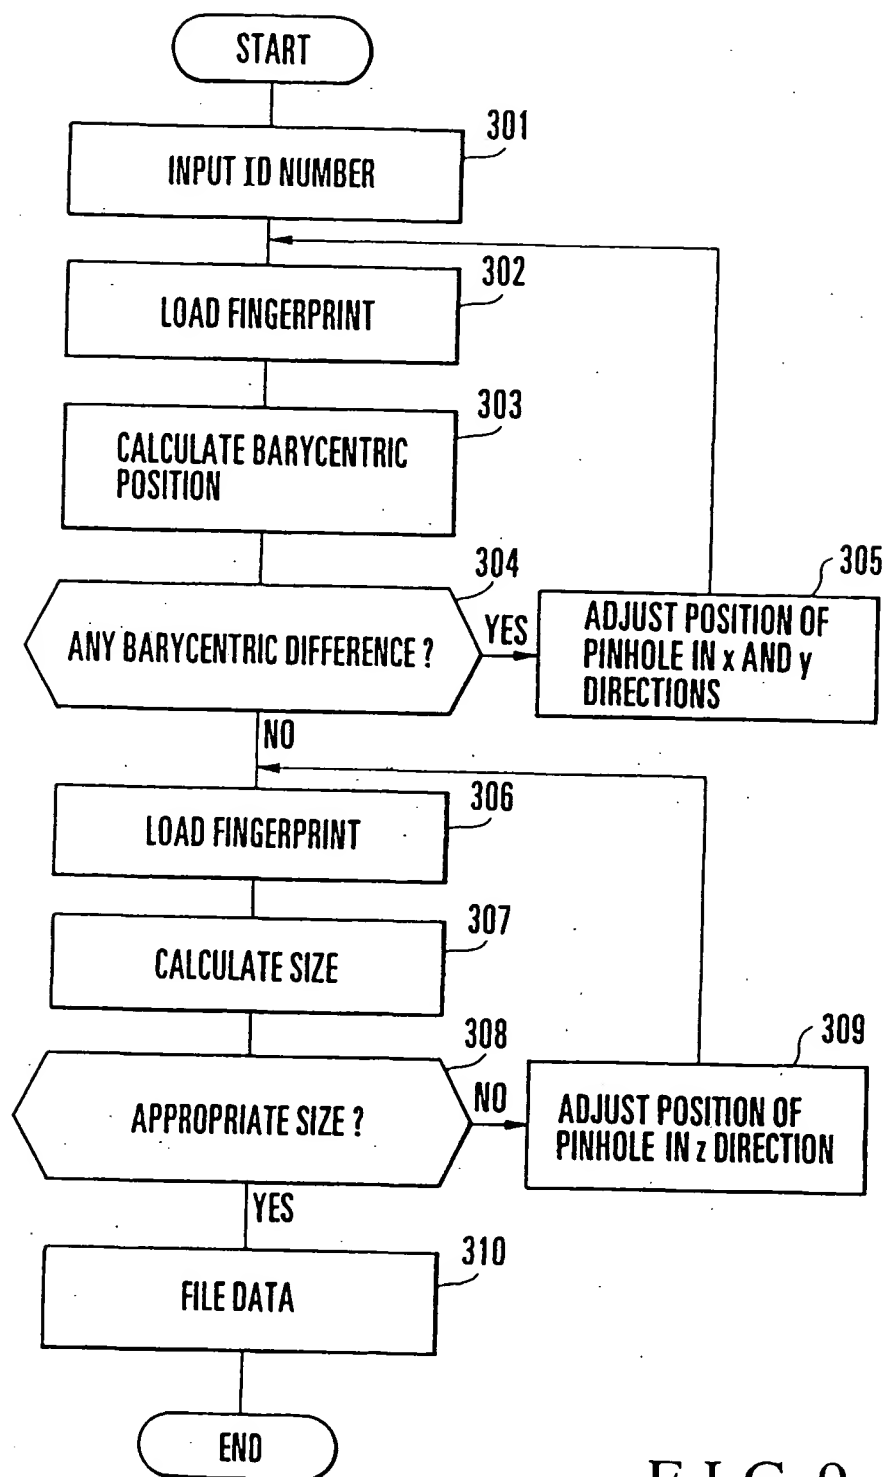 START
301
INPUT ID NUMBER
302
LOAD FINGERPRINT
303
CALCULATE BARYCENTRIC
POSITION
304
ANY BARYCENTRIC DIFFERENCE ?
YES
305
ADJUST POSITION OF
PINHOLE IN x AND y
DIRECTIONS
NO
306
LOAD FINGERPRINT
307
CALCULATE SIZE
308
APPROPRIATE SIZE ?
NO
309
ADJUST POSITION OF
PINHOLE IN z DIRECTION
YES
310
FILE DATA
END